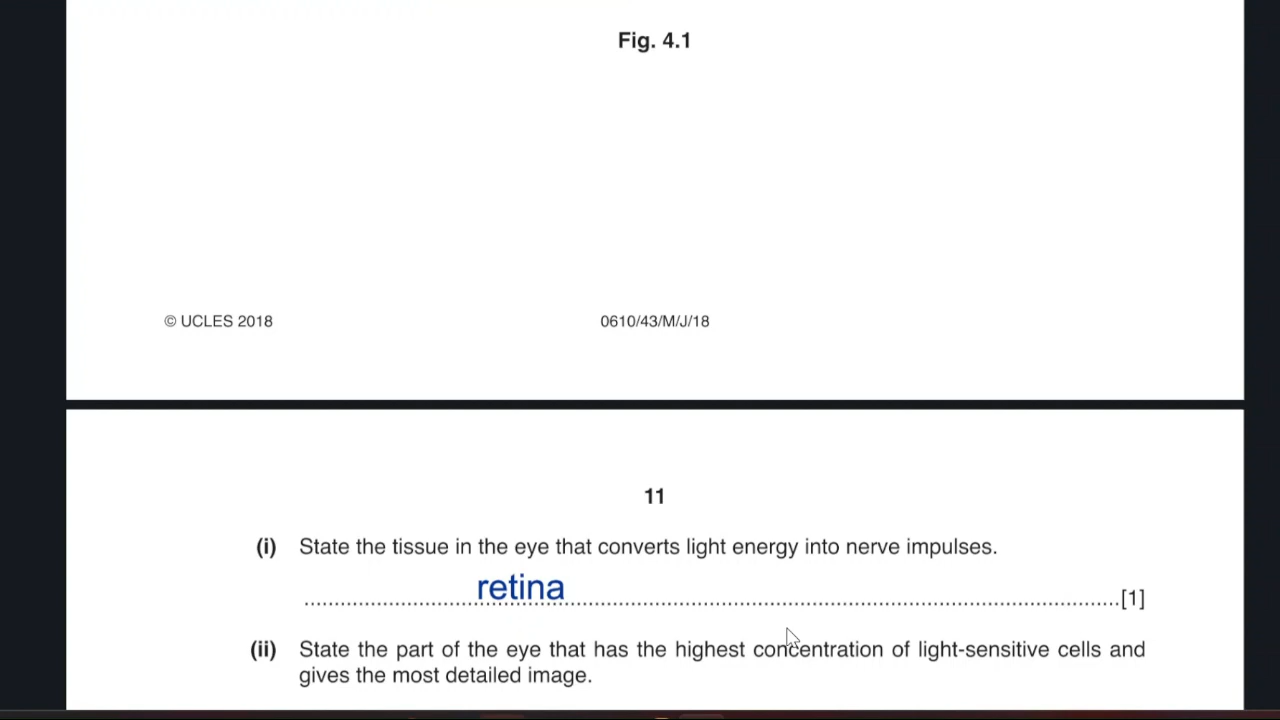 Fig. 4.1
© UCLES 2018
0610/43/M/J/18
11
(i) State the tissue in the eye that converts light energy into nerve impulses.
retina
[1]
(ii) State the part of the eye that has the highest concentration of light-sensitive cells and
gives the most detailed image.